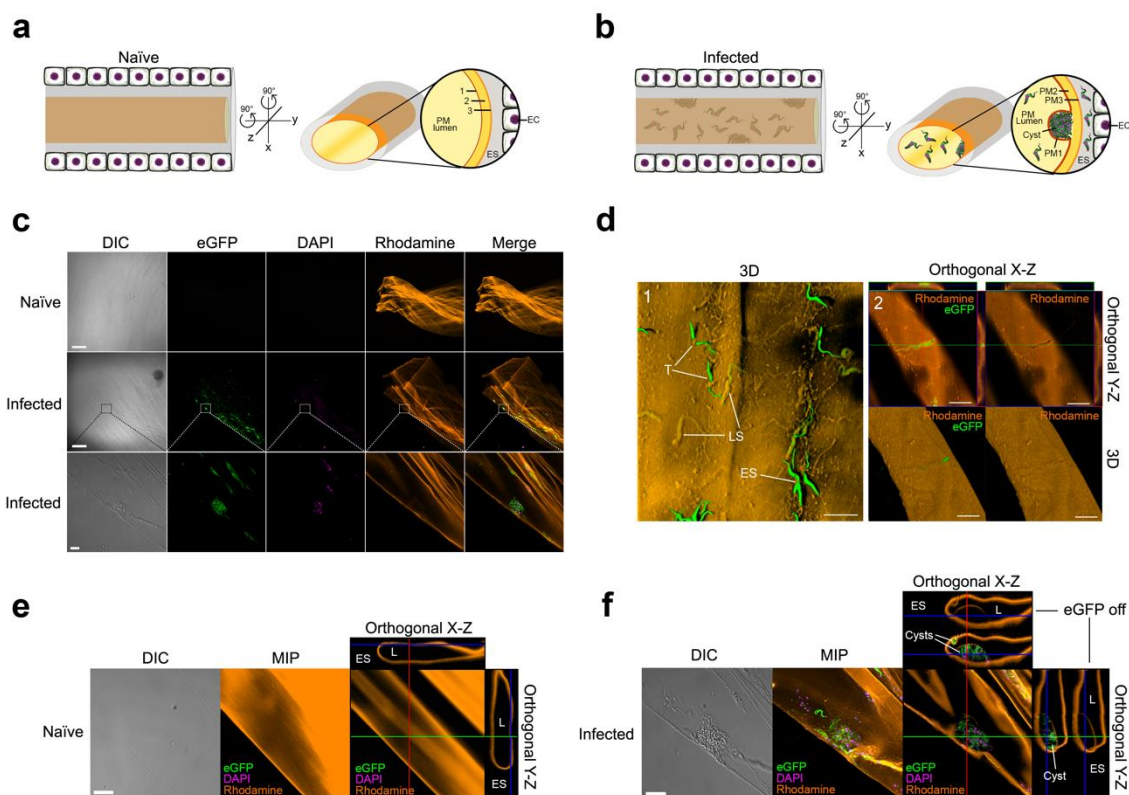 a
Naïve
90°
90°
z
y
x
1
2
3
PM
lumen
EC
ES
b
Infected
90°
90°
z
y
x
PM2
PM3
PM
Lumen
Cyst
EC
PM1
ES
c
DIC eGFP DAPI Rhodamine Merge
Naïve
Infected
Infected
d
3D
Orthogonal X-Z
1
T
LS
ES
2
Rhodamine
eGFP
Rhodamine
Orthogonal Y-Z
Rhodamine
eGFP
Rhodamine
3D
e
Orthogonal X-Z
DIC MIP
ES
L
Naïve
eGFP
DAPI
Rhodamine
L
ES
Orthogonal Y-Z
f
Orthogonal X-Z
ES
L
eGFP off
Cysts
DIC MIP
Infected
eGFP
DAPI
Rhodamine
eGFP
DAPI
Rhodamine
L
Cyst
ES
Orthogonal Y-Z